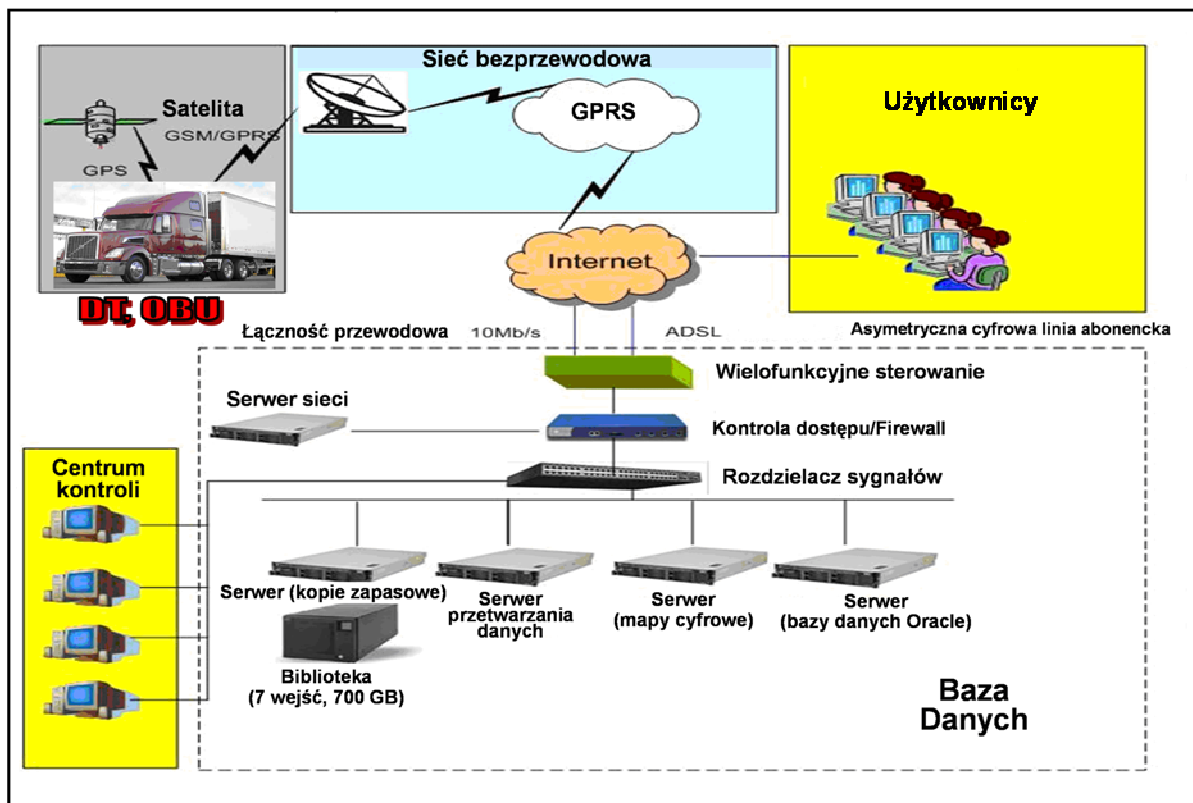 Sieć bezprzewodowa
Satelita
GSM/GPRS
GPS
GPRS
Użytkownicy
DT, OBU
Internet
Łączność przewodowa
10Mb/s
ADSL
Asymetryczna cyfrowa linia abonencka
Wielofunkcyjne sterowanie
Serwer sieci
Kontrola dostępu/Firewall
Centrum
kontroli
Rozdzielacz sygnałów
Serwer (kopie zapasowe)
Serwer
przetwarzania
danych
Serwer
(mapy cyfrowe)
Serwer
(bazy danych Oracle)
Biblioteka
(7 wejść, 700 GB)
Baza
Danych